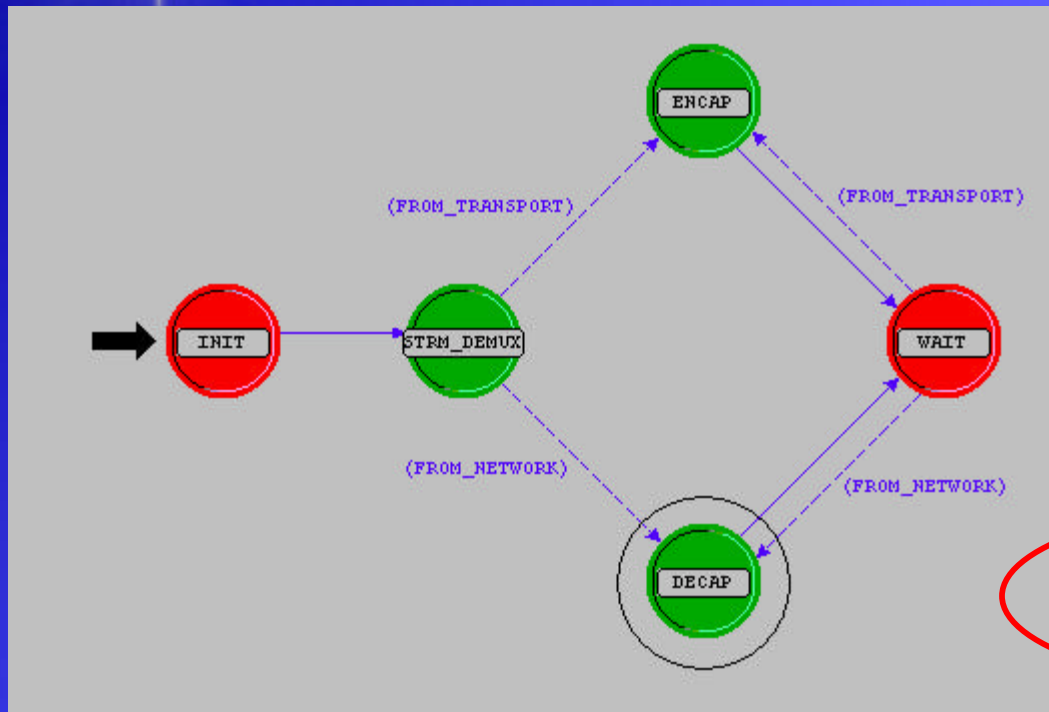 ENCAP
(FROM_TRANSPORT)
(FROM_TRANSPORT)
INIT
STRM_DEMUX
WAIT
(FROM_NETWORK)
(FROM_NETWORK)
DECAP